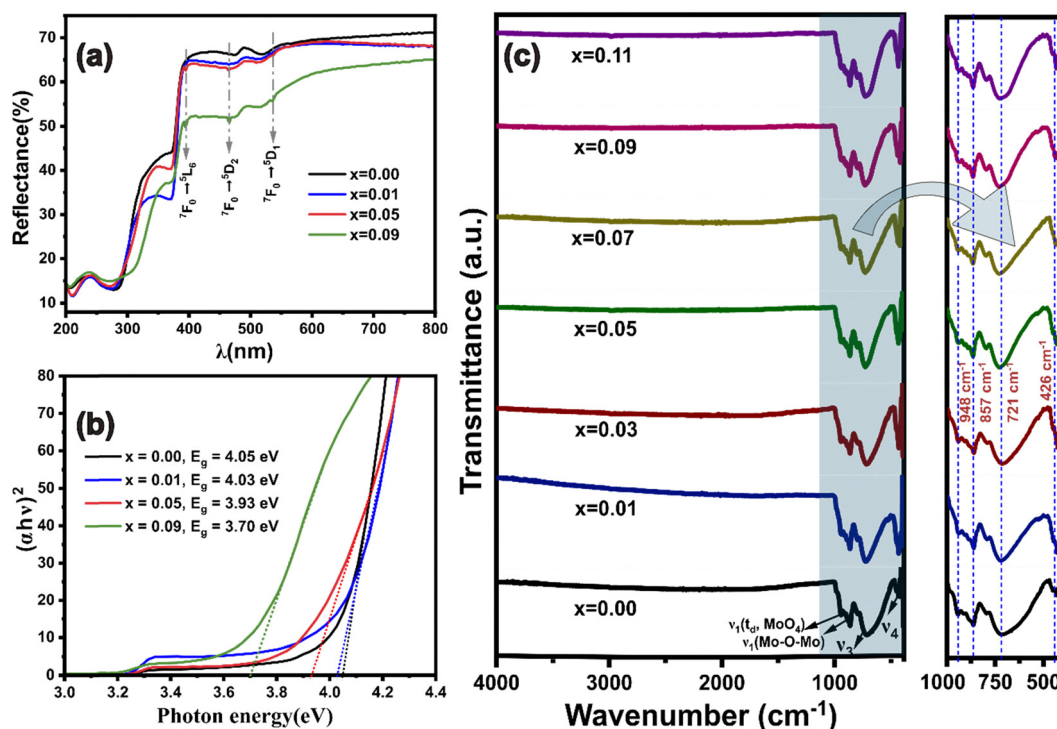 (a)
Reflectance(%)
70
60
50
40
30
20
10
⁷F₀→⁵L₆
⁷F₀→⁵D₂
⁷F₀→⁵D₁
x=0.00
x=0.01
x=0.05
x=0.09
200 300 400 500 600 700 800
λ(nm)
(b)
(αhν)²
80
70
60
50
40
30
20
10
0
x = 0.00, E_g = 4.05 eV
x = 0.01, E_g = 4.03 eV
x = 0.05, E_g = 3.93 eV
x = 0.09, E_g = 3.70 eV
3.0 3.2 3.4 3.6 3.8 4.0 4.2 4.4
Photon energy(eV)
(c)
Transmittance (a.u.)
x=0.11
x=0.09
x=0.07
x=0.05
x=0.03
x=0.01
x=0.00
ν₁(t_d, MoO₄)
ν₁(Mo-O-Mo)
ν₃
ν₄
4000 3000 2000 1000
948 cm⁻¹
857 cm⁻¹
721 cm⁻¹
426 cm⁻¹
1000 750 500
Wavenumber (cm⁻¹)